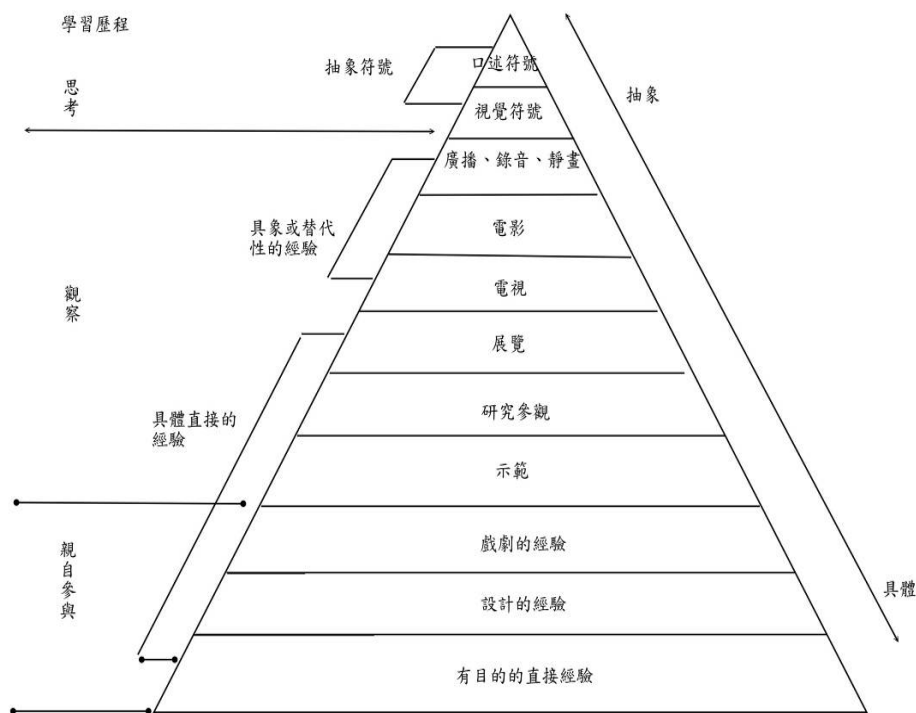 學習歷程
思考
觀察
親自參與
抽象符號
具象或替代
性的經驗
具體直接的
經驗
口述符號
視覺符號
廣播、錄音、靜畫
電影
電視
展覽
研究參觀
示範
戲劇的經驗
設計的經驗
有目的的直接經驗
抽象
具體